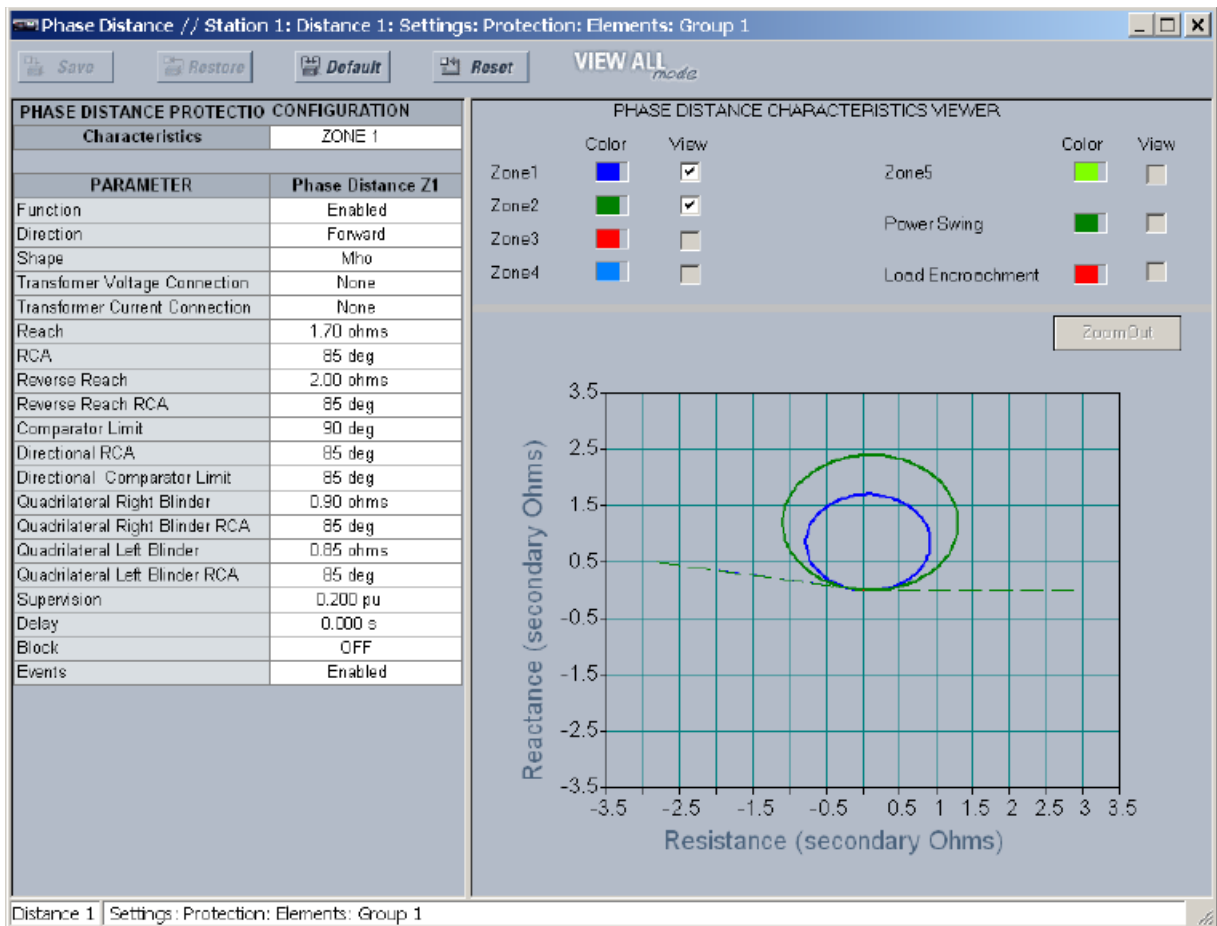 Phase Distance // Station 1: Distance 1: Settings: Protection: Elements: Group 1
Save Restore Default Reset VIEW ALL mode
PHASE DISTANCE PROTECTIO CONFIGURATION
Characteristics ZONE 1
PARAMETER Phase Distance Z1
Function Enabled
Direction Forward
Shape Mho
Transfomer Voltage Connection None
Transformer Current Connection None
Reach 1.70 ohms
RCA 85 deg
Reverse Reach 2.00 ohms
Reverse Reach RCA 85 deg
Comparator Limit 90 deg
Directional RCA 85 deg
Directional Comparator Limit 85 deg
Quadrilateral Right Blinder 0.90 ohms
Quadrilateral Right Blinder RCA 85 deg
Quadrilateral Left Blinder 0.85 ohms
Quadrilateral Left Blinder RCA 85 deg
Supervision 0.200 pu
Delay 0.000 s
Block OFF
Events Enabled
PHASE DISTANCE CHARACTERISTICS VIEWER
Color View Color View
Zone1 Zone5
Zone2
Power Swing
Zone3
Zone4 Load Encroachment
ZoomOut
3.5
2.5
1.5
0.5
-0.5
-1.5
-2.5
-3.5
Reactance (secondary Ohms)
-3.5 -2.5 -1.5 -0.5 0.5 1 1.5 2 2.5 3 3.5
Resistance (secondary Ohms)
Distance 1 Settings: Protection: Elements: Group 1